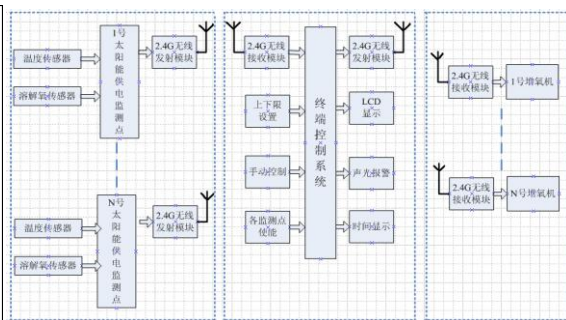 温度传感器
溶解氧传感器
1号
太
阳
能
供
电
监
测
点
2.4G无线
发射模块
温度传感器
溶解氧传感器
N号
太
阳
能
供
电
监
测
点
2.4G无线
发射模块
2.4G无线
接收模块
上下限
设置
手动控制
各监测点
使能
终
端
控
制
系
统
2.4G无线
发射模块
LCD
显示
声光报警
时间显示
2.4G无线
接收模块
1号增氧机
2.4G无线
接收模块
N号增氧机